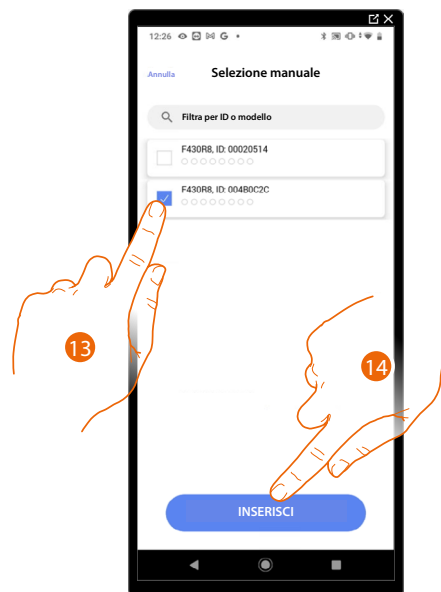 12:26 G
Annulla
Selezione manuale
Filtra per ID o modello
F430R8, ID: 00020514
F430R8, ID: 004B0C2C
13
14
INSERISCI